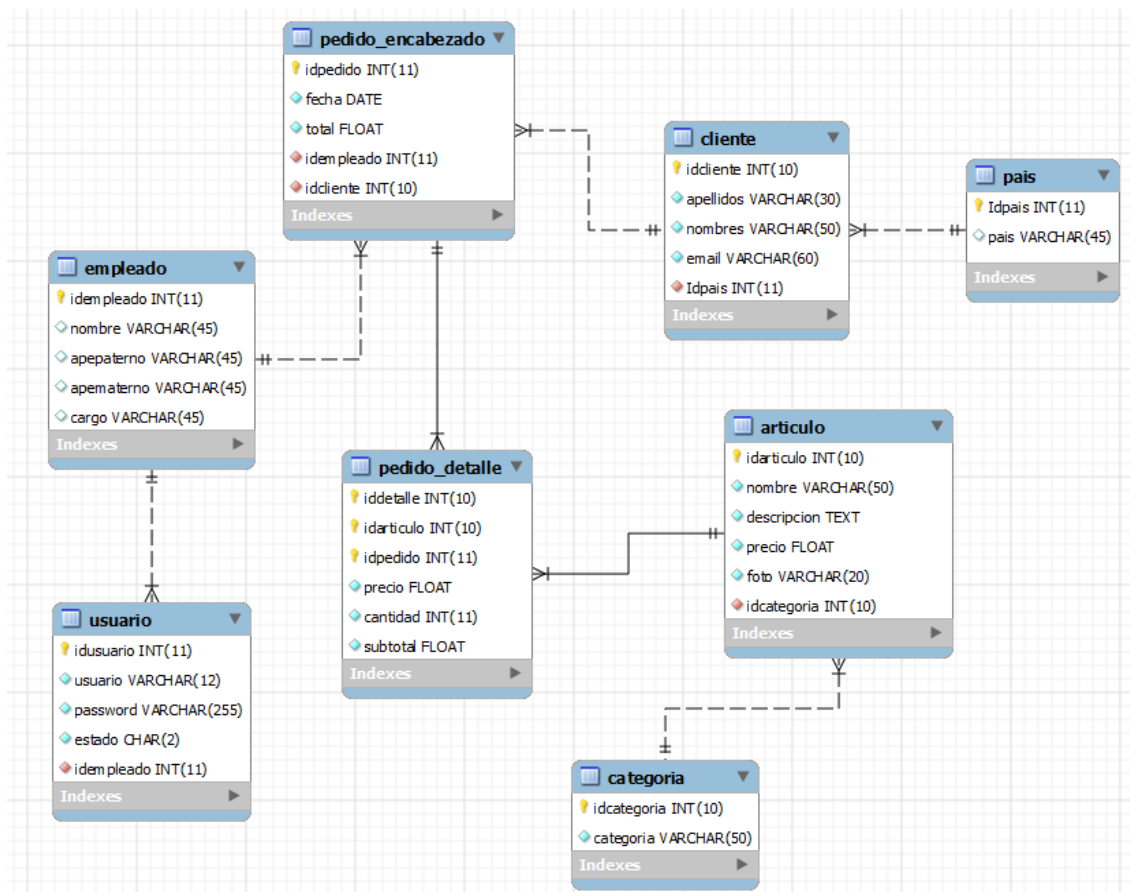 pedido_encabezado
idpedido INT(11)
fecha DATE
total FLOAT
idempleado INT(11)
idcliente INT(10)
Indexes
cliente
idcliente INT(10)
apellidos VARCHAR(30)
nombres VARCHAR(50)
email VARCHAR(60)
Idpais INT(11)
Indexes
pais
Idpais INT(11)
pais VARCHAR(45)
Indexes
empleado
idempleado INT(11)
nombre VARCHAR(45)
apepaterno VARCHAR(45)
apematerno VARCHAR(45)
cargo VARCHAR(45)
Indexes
pedido_detalle
iddetalle INT(10)
idarticulo INT(10)
idpedido INT(11)
precio FLOAT
cantidad INT(11)
subtotal FLOAT
Indexes
articulo
idarticulo INT(10)
nombre VARCHAR(50)
descripcion TEXT
precio FLOAT
foto VARCHAR(20)
idcategoria INT(10)
Indexes
usuario
idusuario INT(11)
usuario VARCHAR(12)
password VARCHAR(255)
estado CHAR(2)
idempleado INT(11)
Indexes
categoria
idcategoria INT(10)
categoria VARCHAR(50)
Indexes